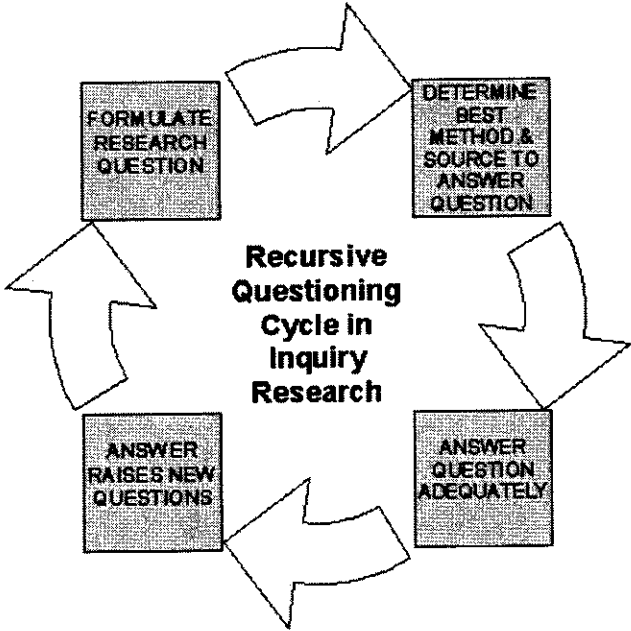 FORMULATE
RESEARCH
QUESTION
DETERMINE
BEST
METHOD &
SOURCE TO
ANSWER
QUESTION
Recursive
Questioning
Cycle in
Inquiry
Research
ANSWER
RAISES NEW
QUESTIONS
ANSWER
QUESTION
ADEQUATELY